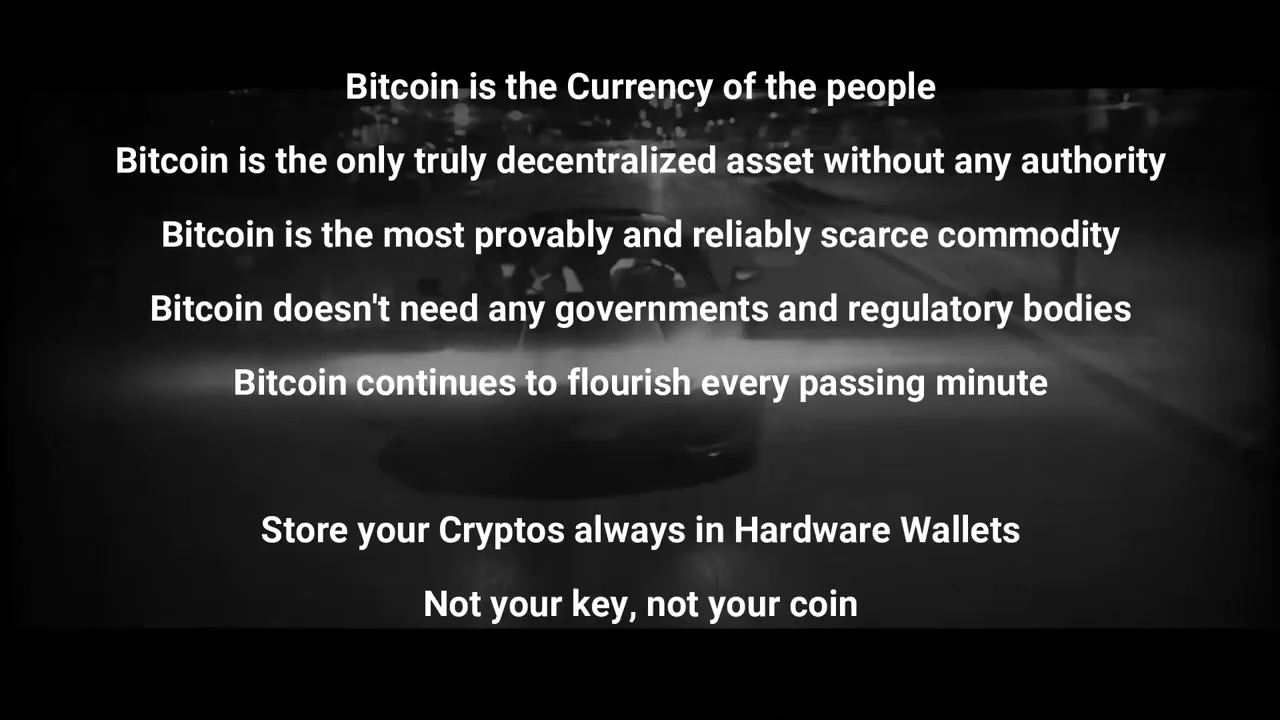 Bitcoin is the Currency of the people
Bitcoin is the only truly decentralized asset without any authority
Bitcoin is the most provably and reliably scarce commodity
Bitcoin doesn't need any governments and regulatory bodies
Bitcoin continues to flourish every passing minute
Store your Cryptos always in Hardware Wallets
Not your key, not your coin